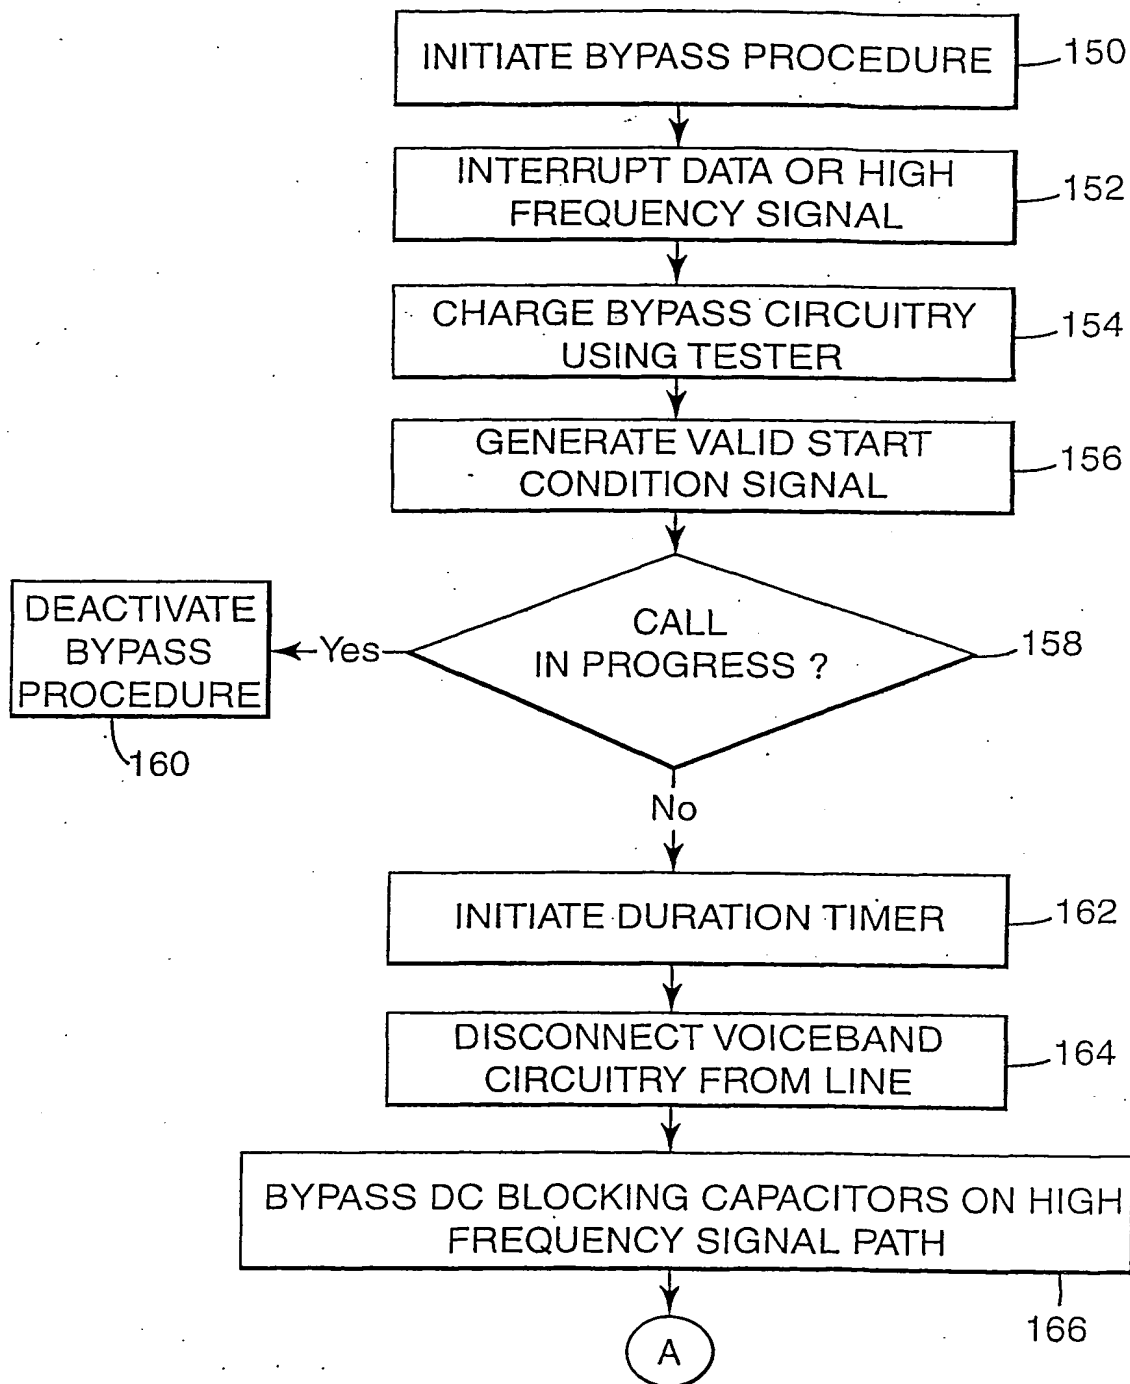 INITIATE BYPASS PROCEDURE
150
INTERRUPT DATA OR HIGH
FREQUENCY SIGNAL
152
CHARGE BYPASS CIRCUITRY
USING TESTER
154
GENERATE VALID START
CONDITION SIGNAL
156
CALL
IN PROGRESS ?
158
Yes
DEACTIVATE
BYPASS
PROCEDURE
160
No
INITIATE DURATION TIMER
162
DISCONNECT VOICEBAND
CIRCUITRY FROM LINE
164
BYPASS DC BLOCKING CAPACITORS ON HIGH
FREQUENCY SIGNAL PATH
166
A